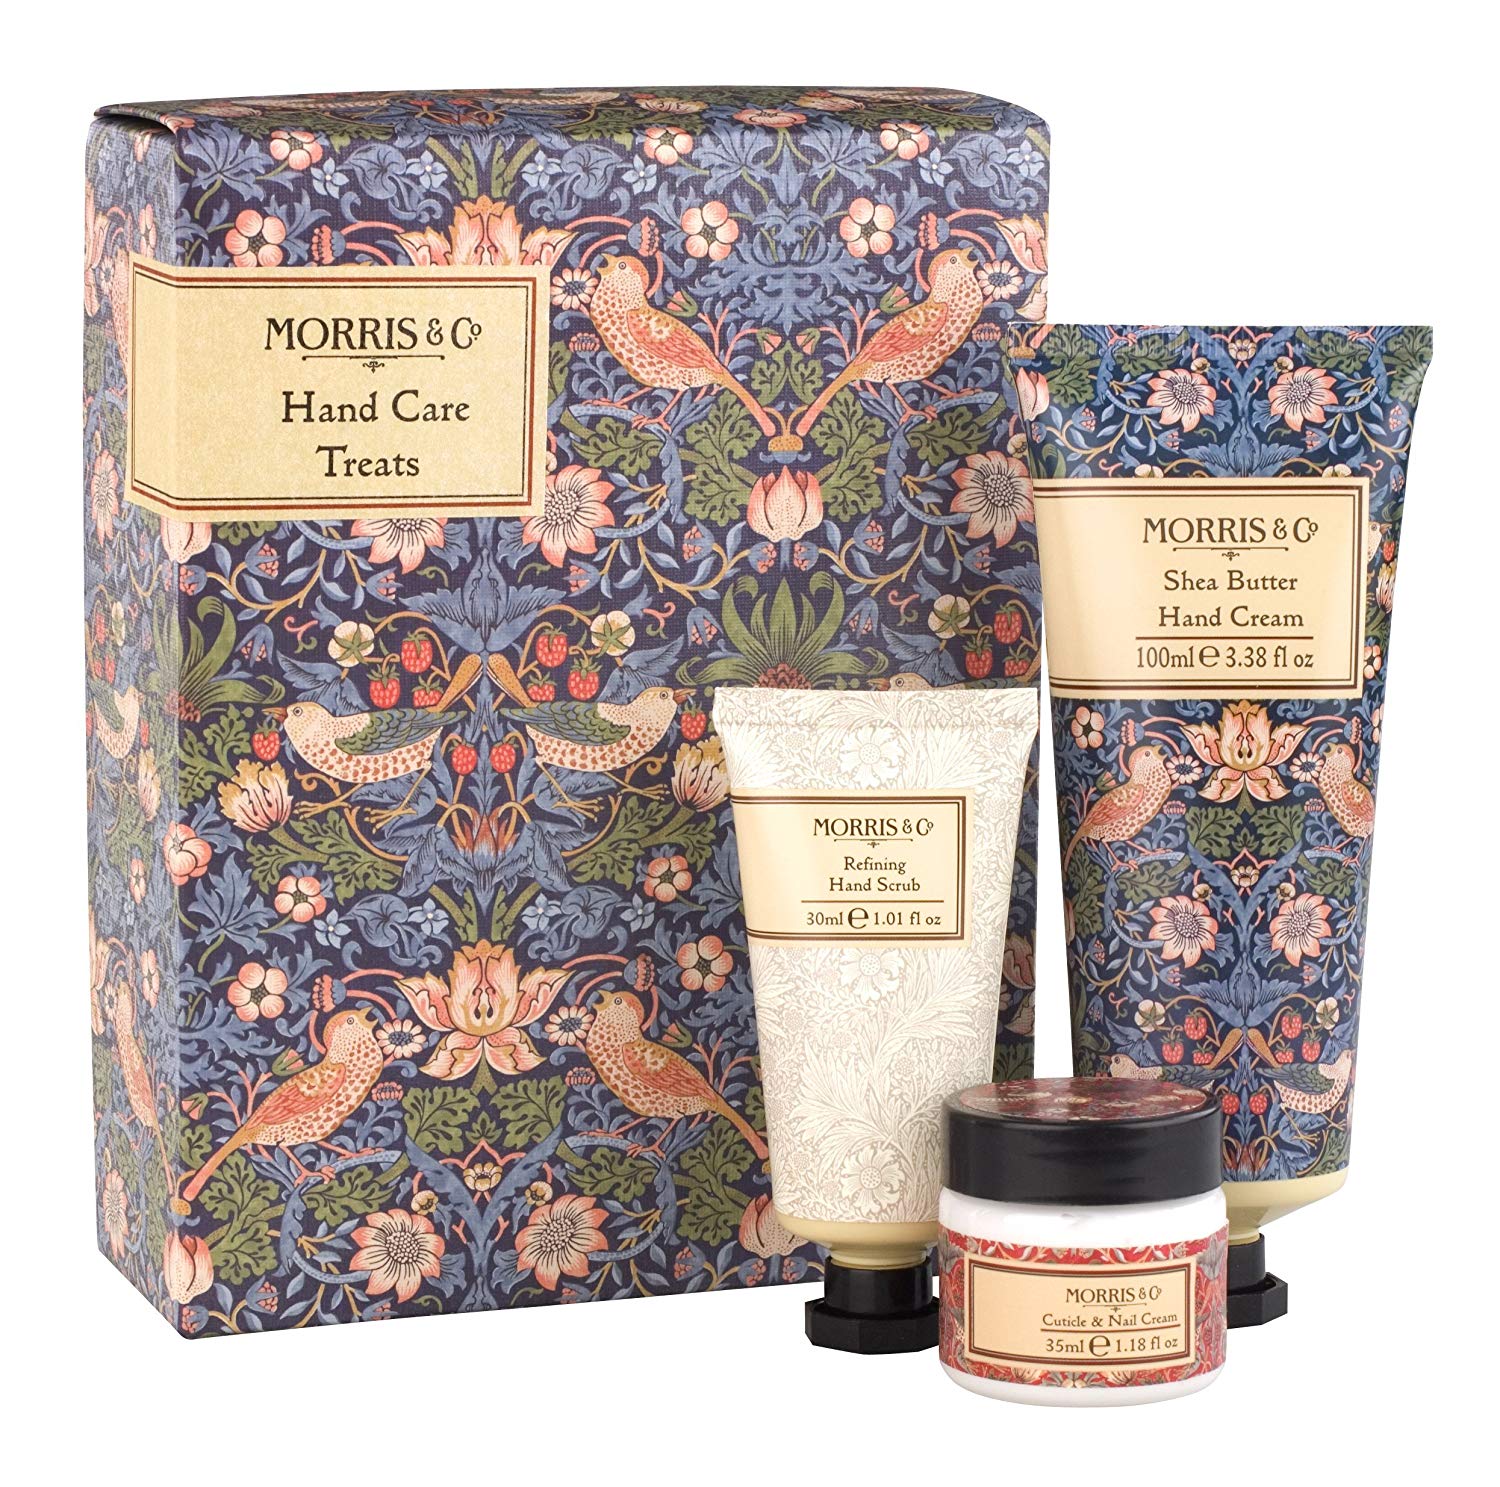 MORRIS & Co
Hand Care
Treats
MORRIS & Co
Shea Butter
Hand Cream
100ml ℮ 3.38 fl oz
MORRIS & Co
Refining
Hand Scrub
30ml ℮ 1.01 fl oz
MORRIS & Co
Cuticle & Nail Cream
35ml ℮ 1.18 fl oz